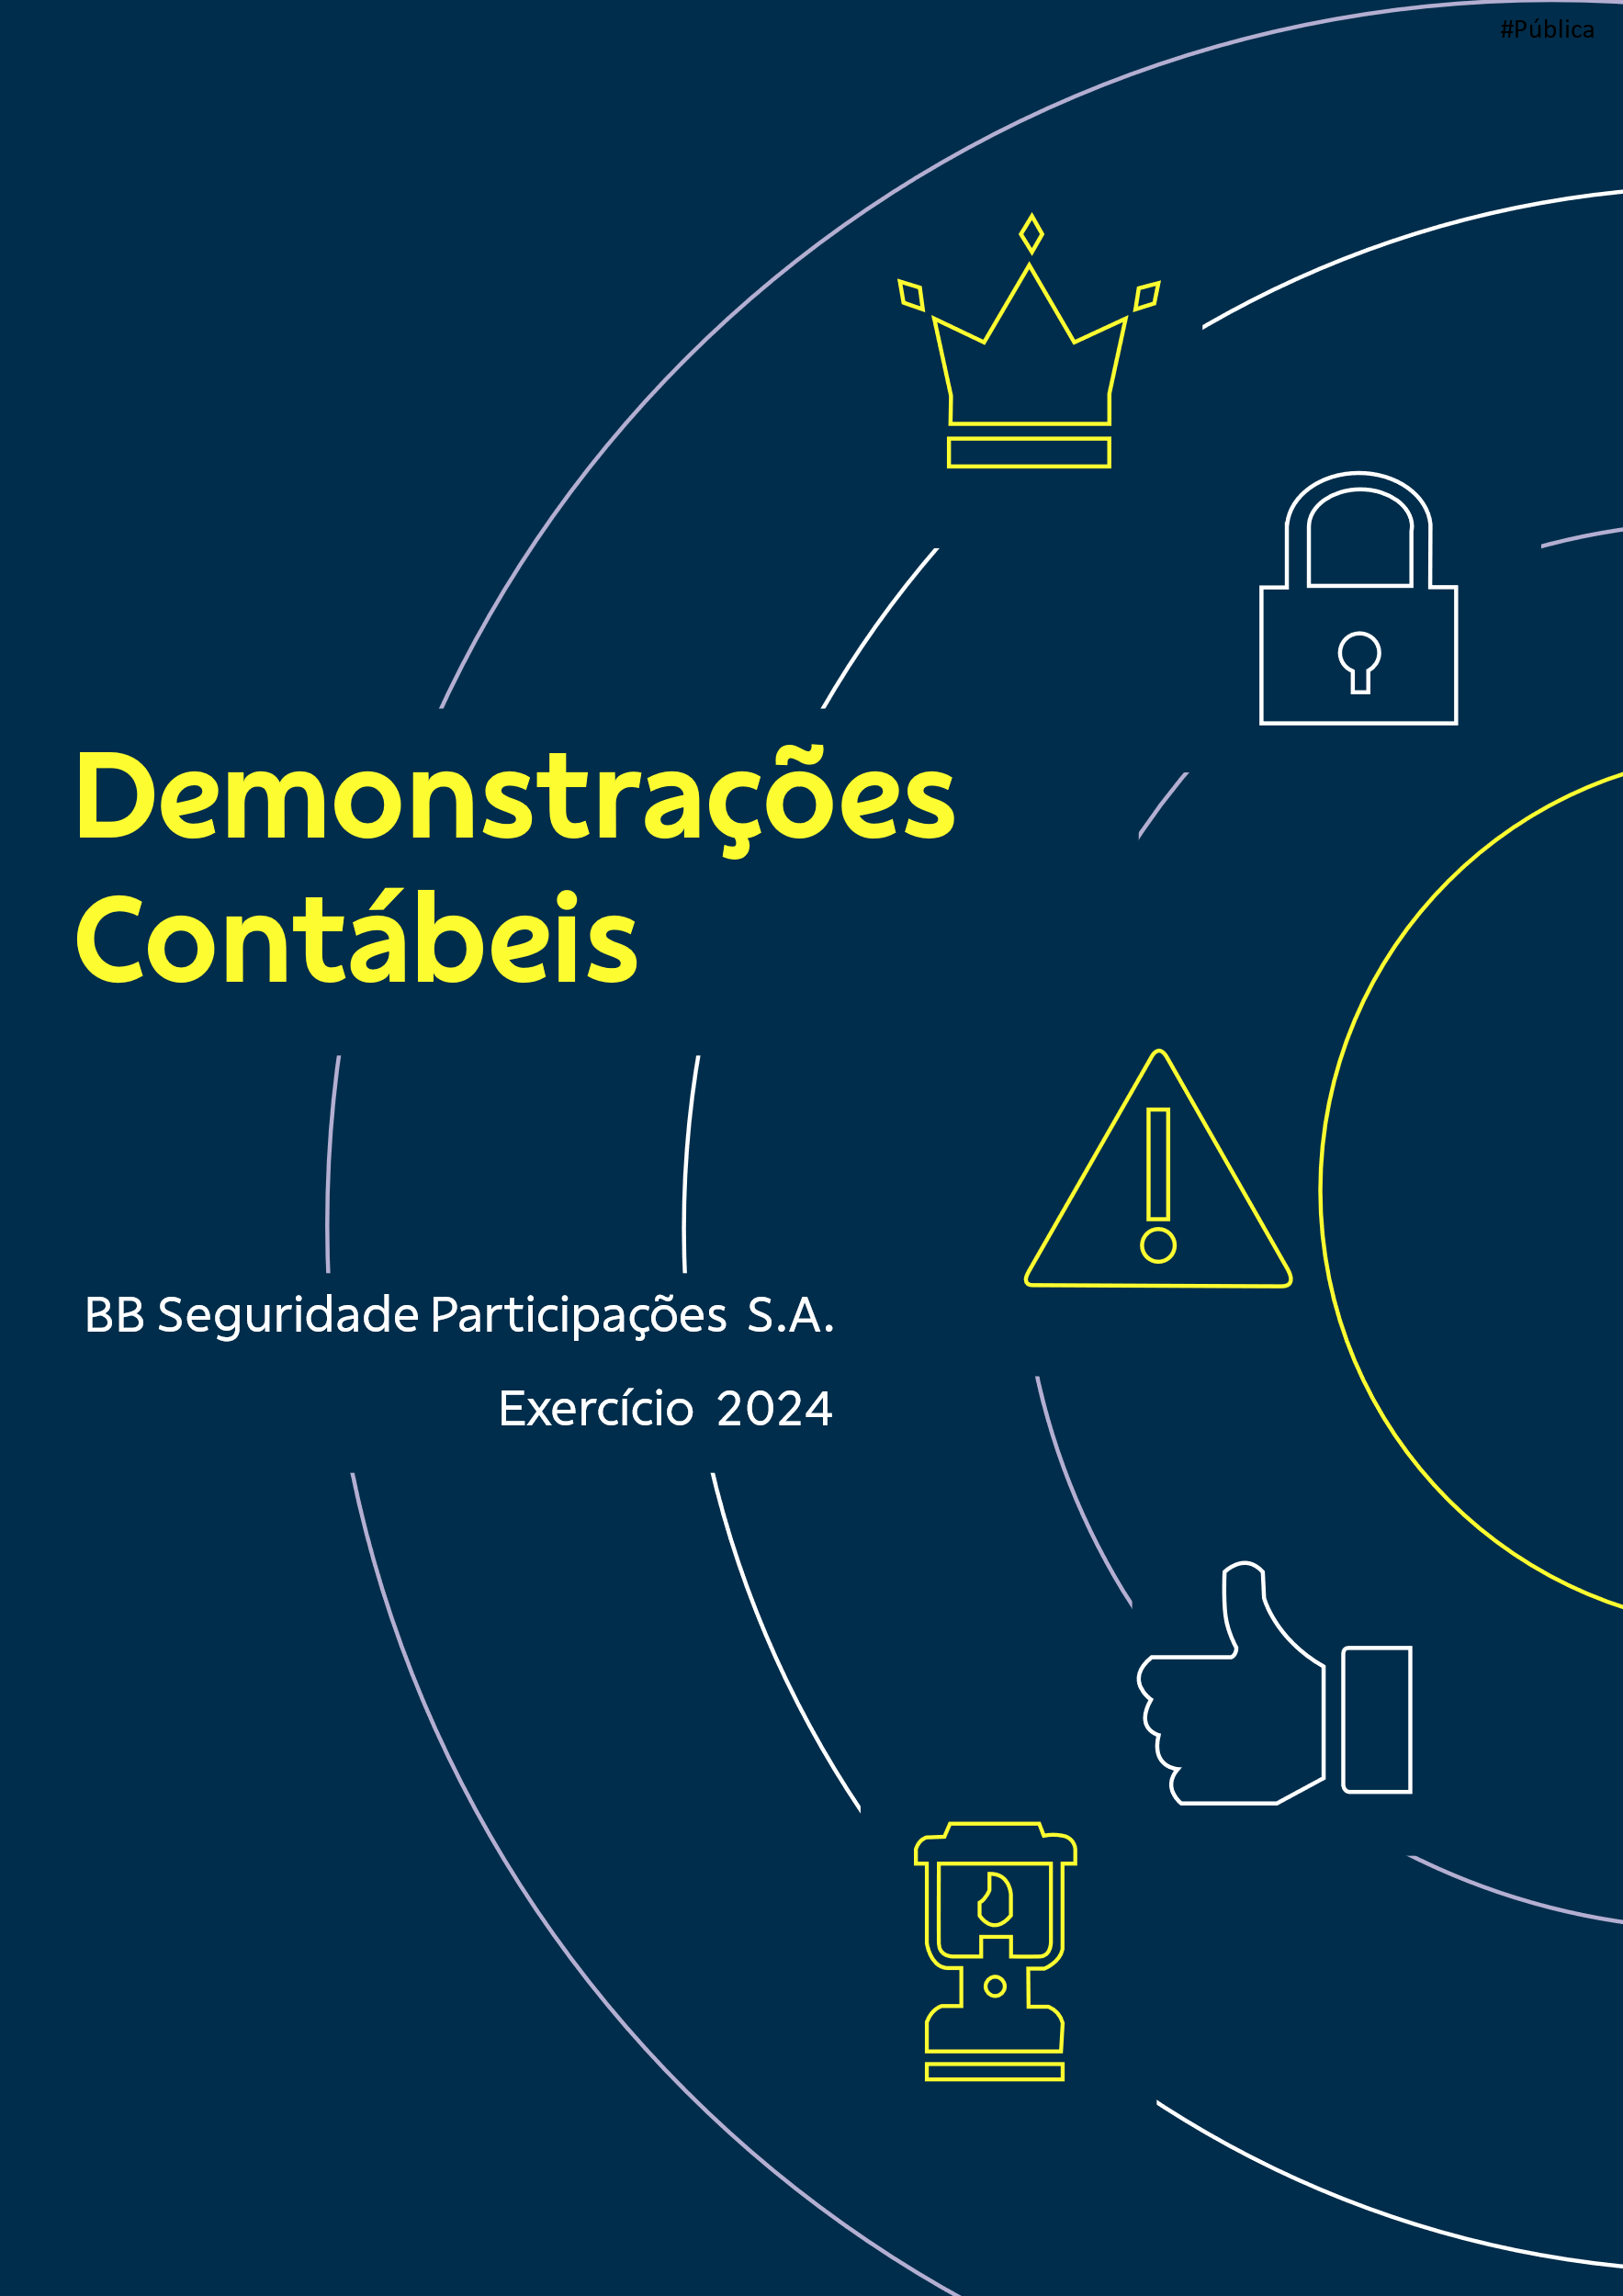 #Pública
Demonstrações
Contábeis
BB Seguridade Participações S.A.
Exercício 2024